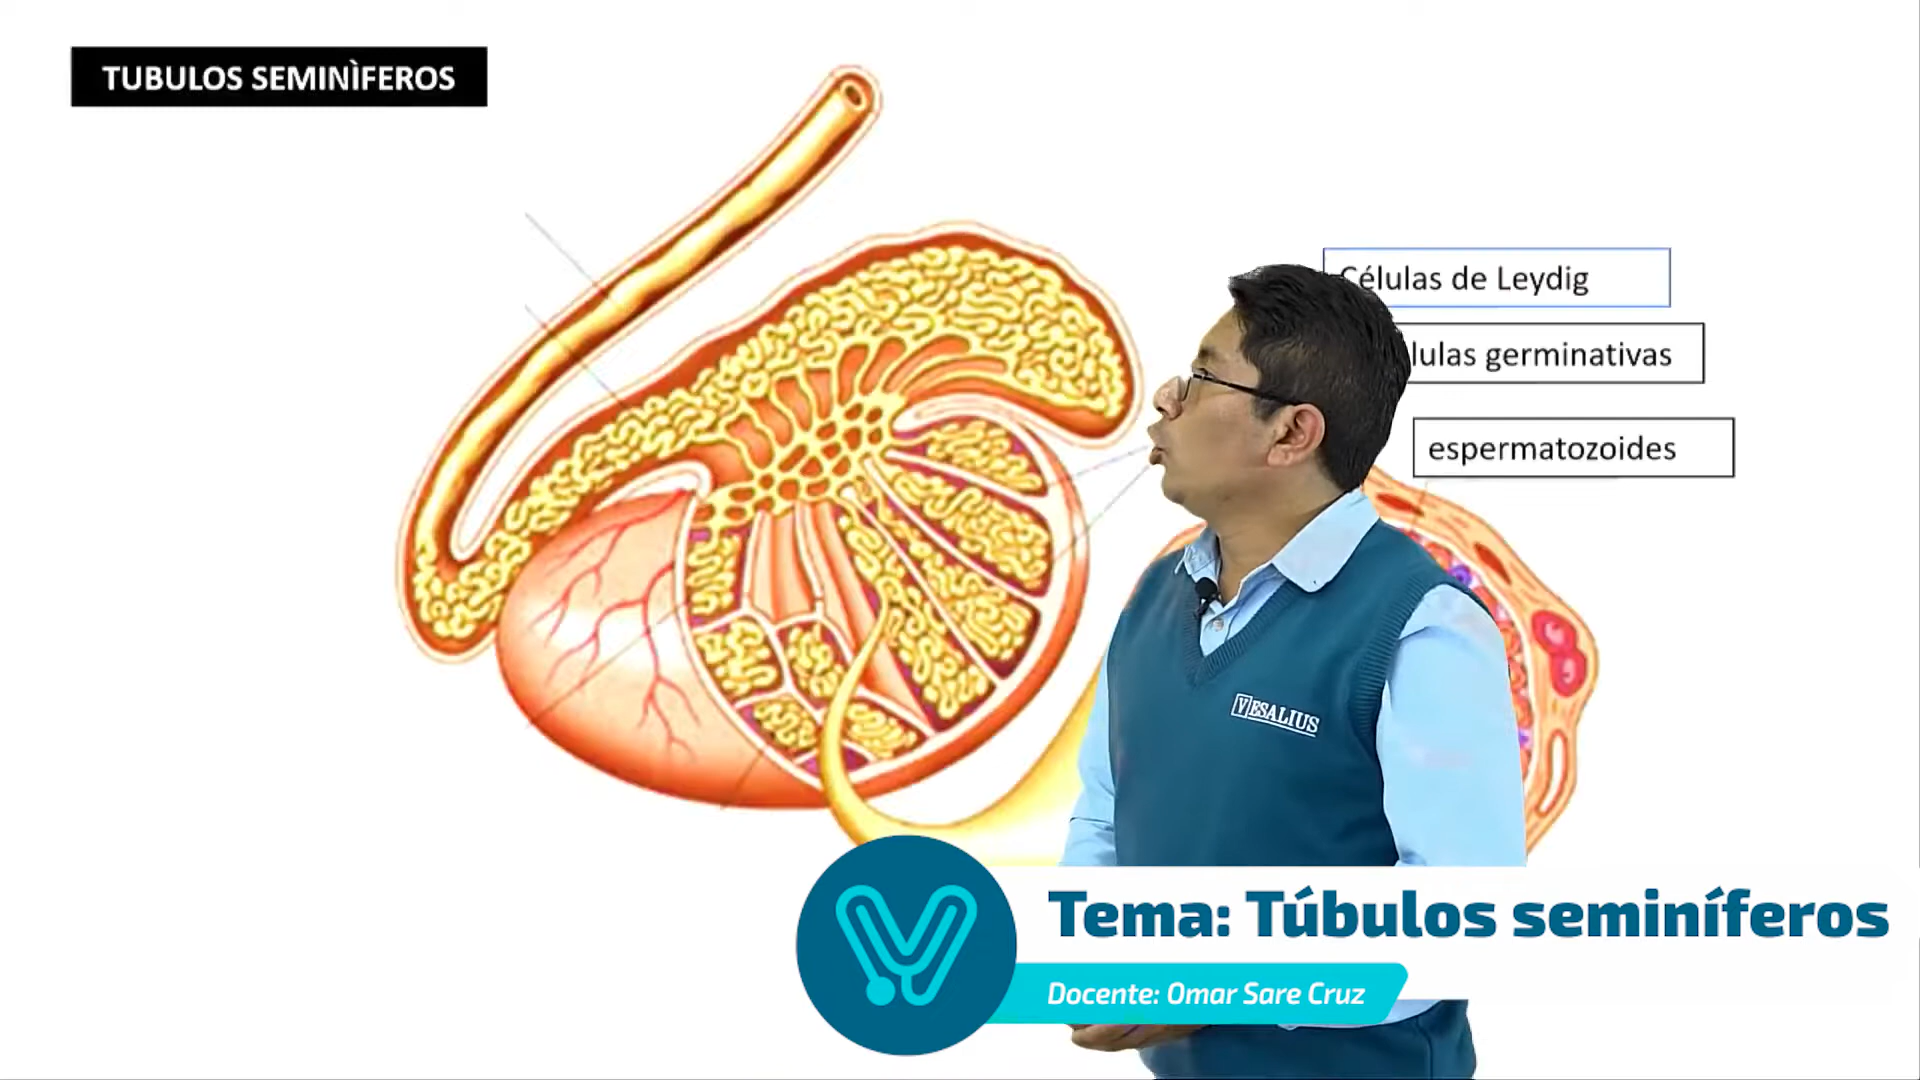 TUBULOS SEMINÌFEROS
Células de Leydig
lulas germinativas
espermatozoides
VESALIUS
Tema: Túbulos seminíferos
Docente: Omar Sare Cruz